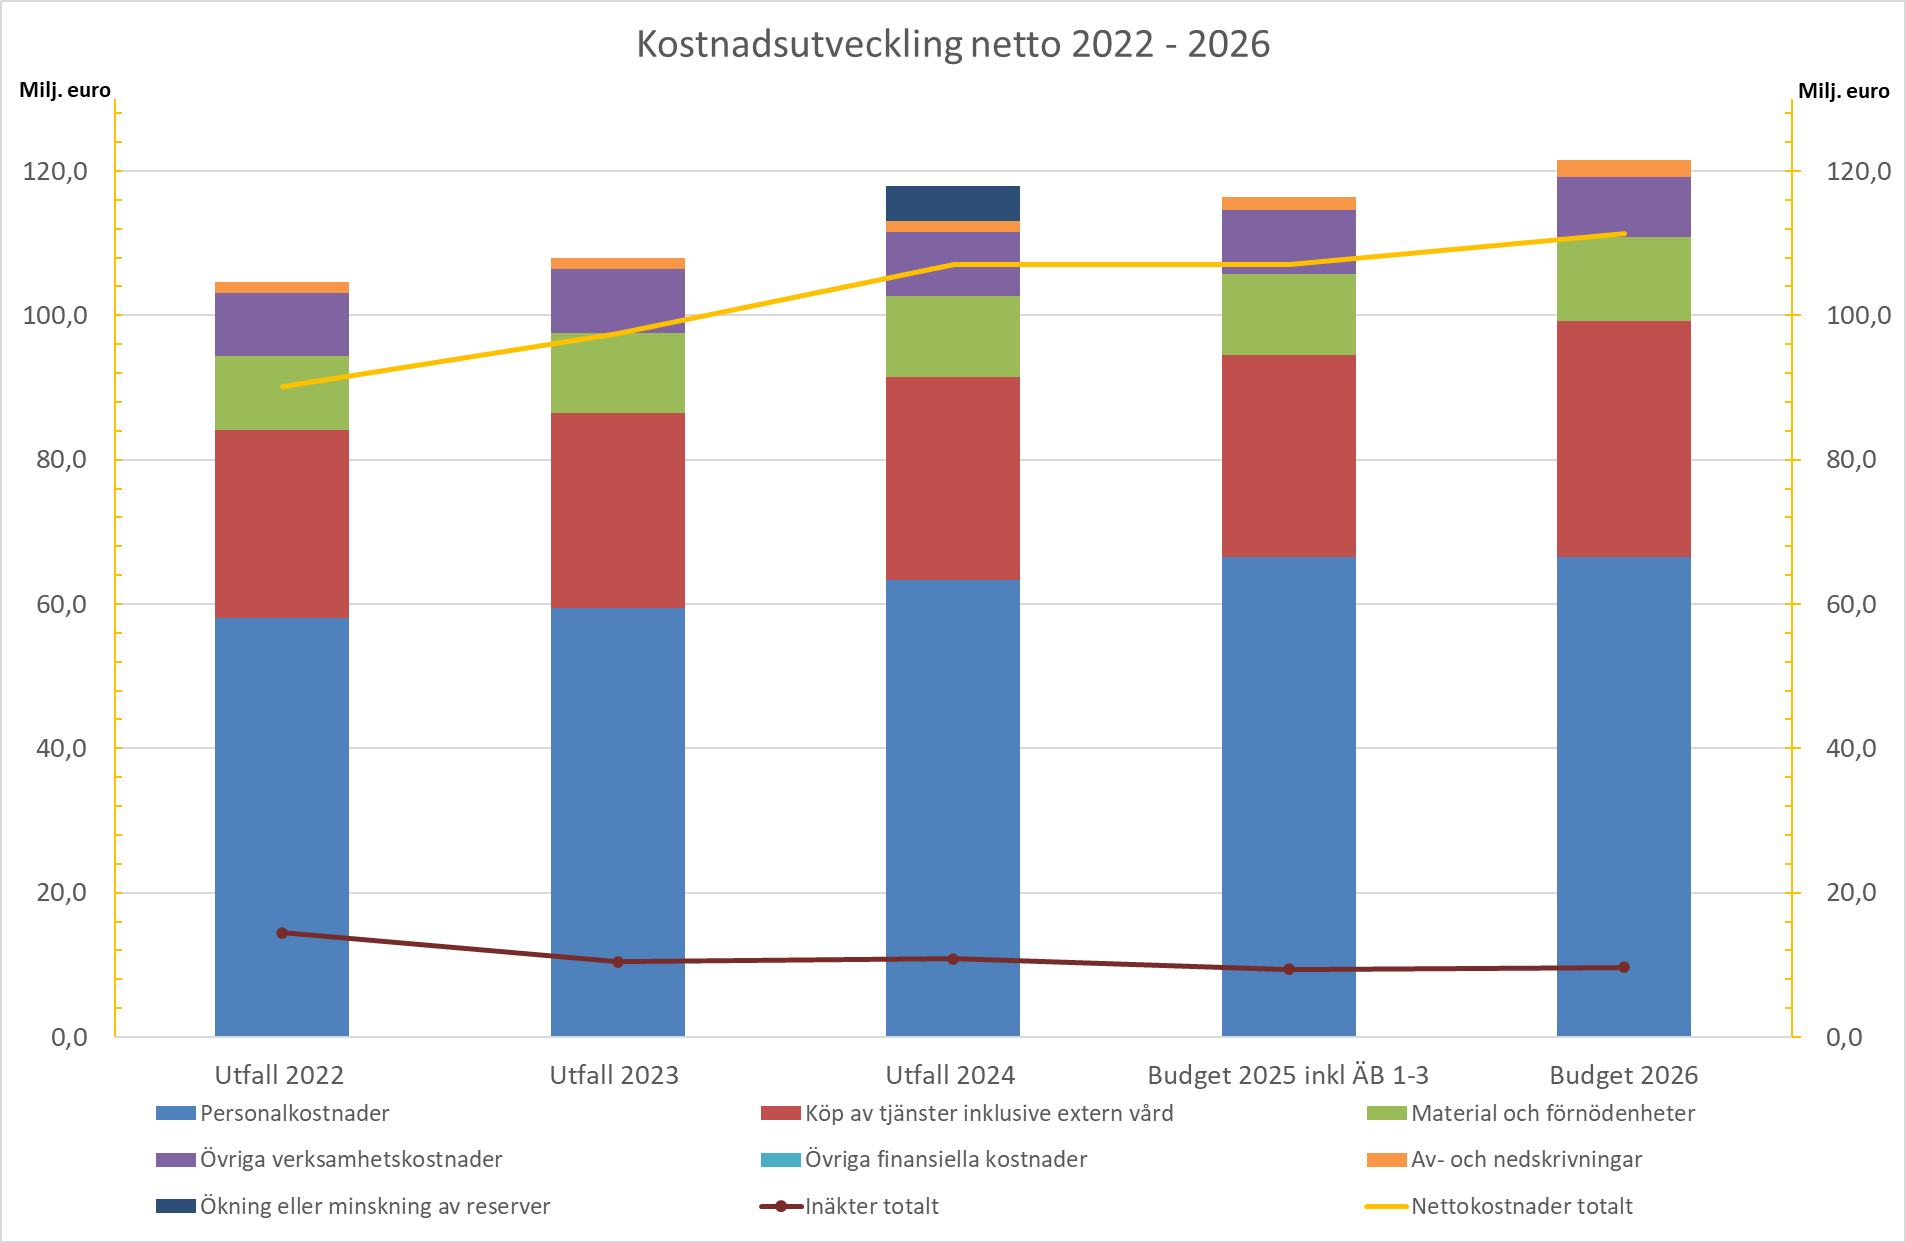 Kostnadsutveckling netto 2022 - 2026
Milj. euro Milj. euro
120,0 120,0
100,0 100,0
80,0 80,0
60,0 60,0
40,0 40,0
20,0 20,0
0,0 0,0
Utfall 2022 Utfall 2023 Utfall 2024 Budget 2025 inkl ÄB 1-3 Budget 2026
Personalkostnader Köp av tjänster inklusive extern vård Material och förnödenheter
Övriga verksamhetskostnader Övriga finansiella kostnader Av- och nedskrivningar
Ökning eller minskning av reserver Inäkter totalt Nettokostnader totalt